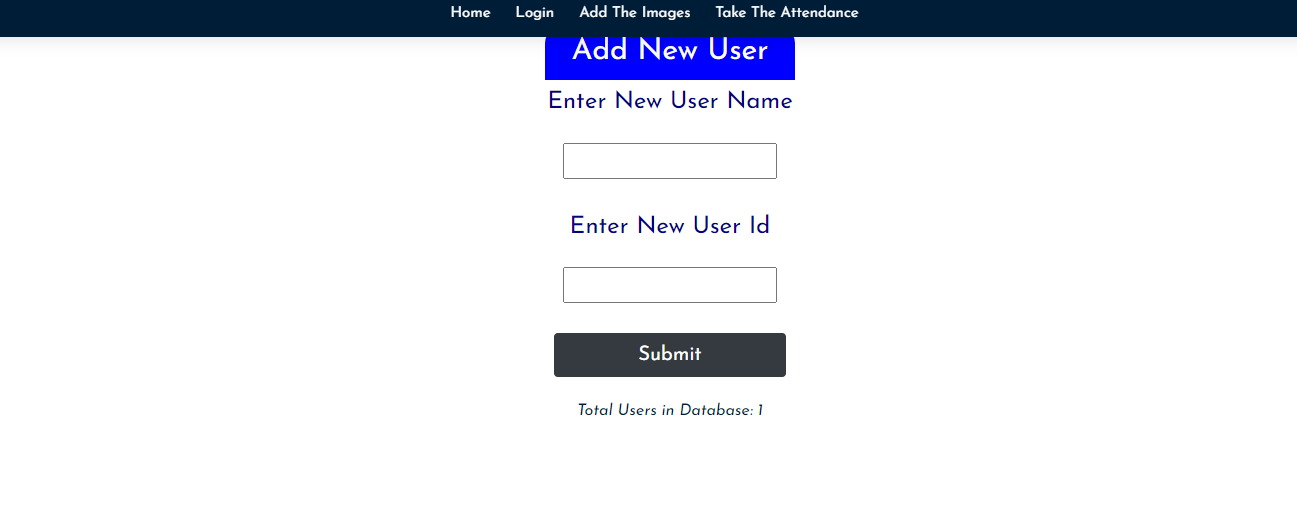 Home Login Add The Images Take The Attendance
Add New User
Enter New User Name
Enter New User Id
Submit
Total Users in Database: 1